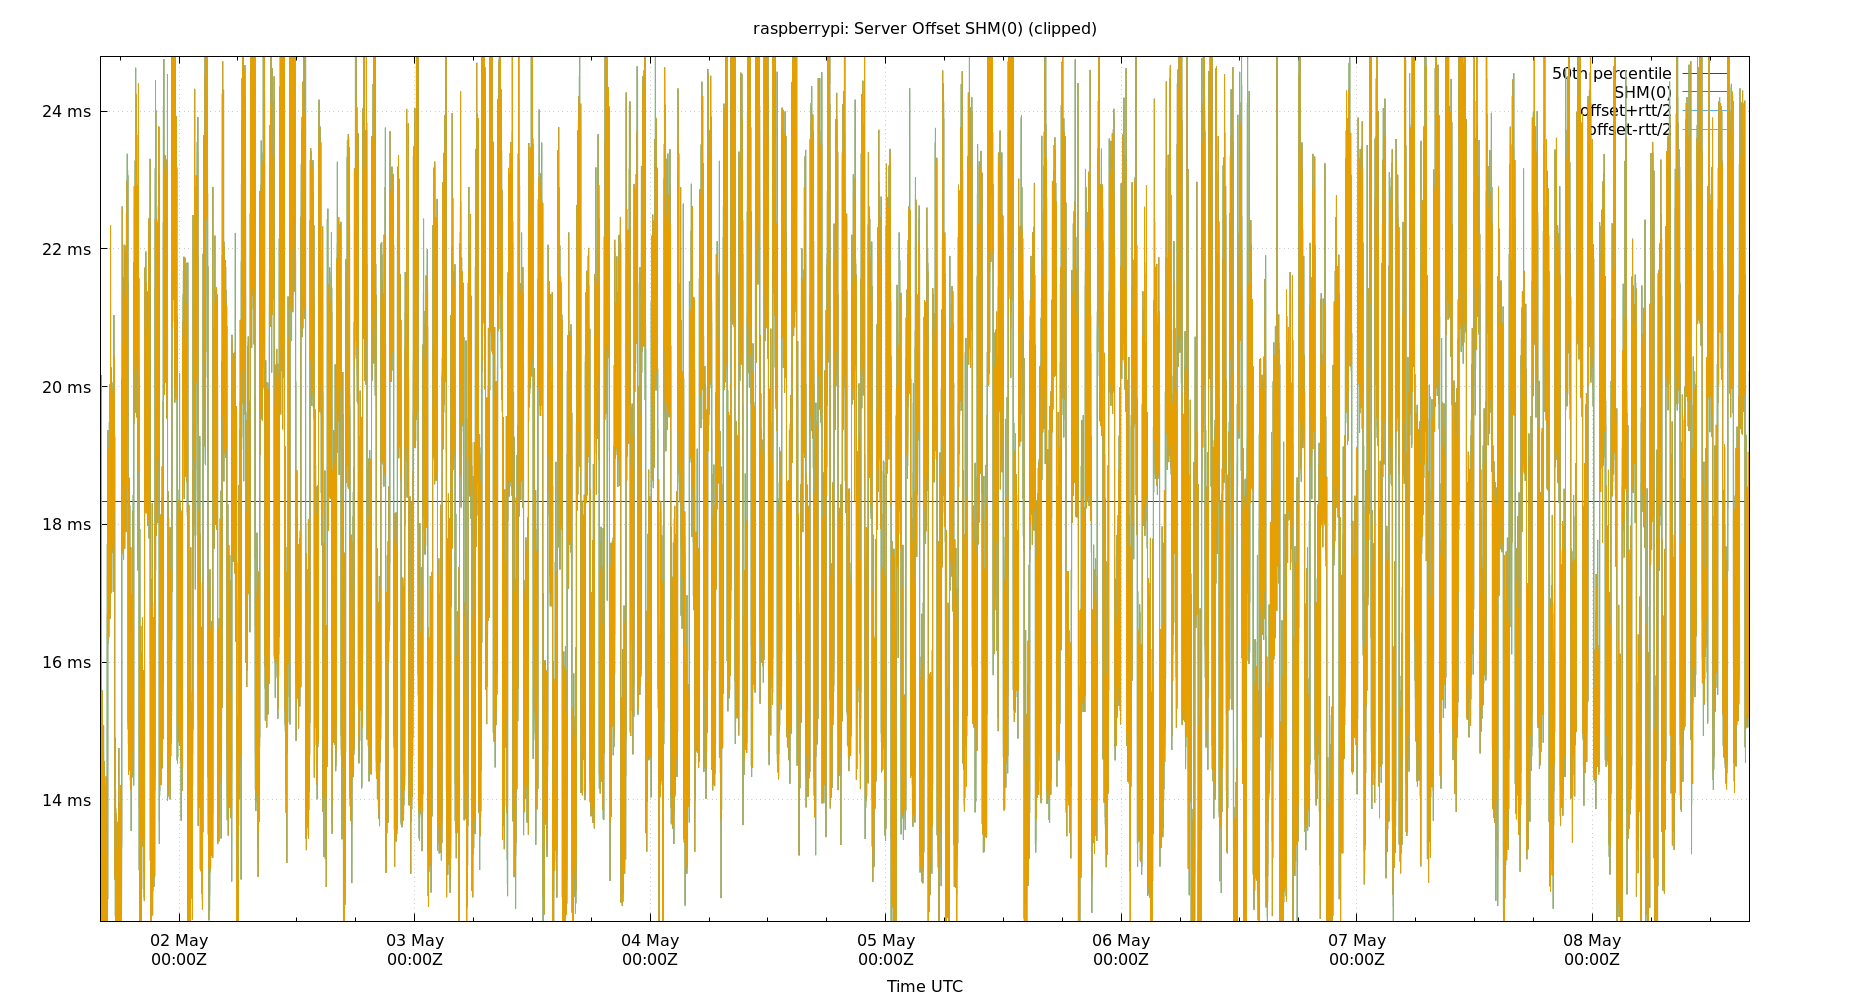 raspberrypi: Server Offset SHM(0) (clipped)
50th percentile
SHM(0)
offset+rtt/2
offset-rtt/2
24 ms
22 ms
20 ms
18 ms
16 ms
14 ms
02 May 03 May 04 May 05 May 06 May 07 May 08 May
00:00Z 00:00Z 00:00Z 00:00Z 00:00Z 00:00Z 00:00Z
Time UTC